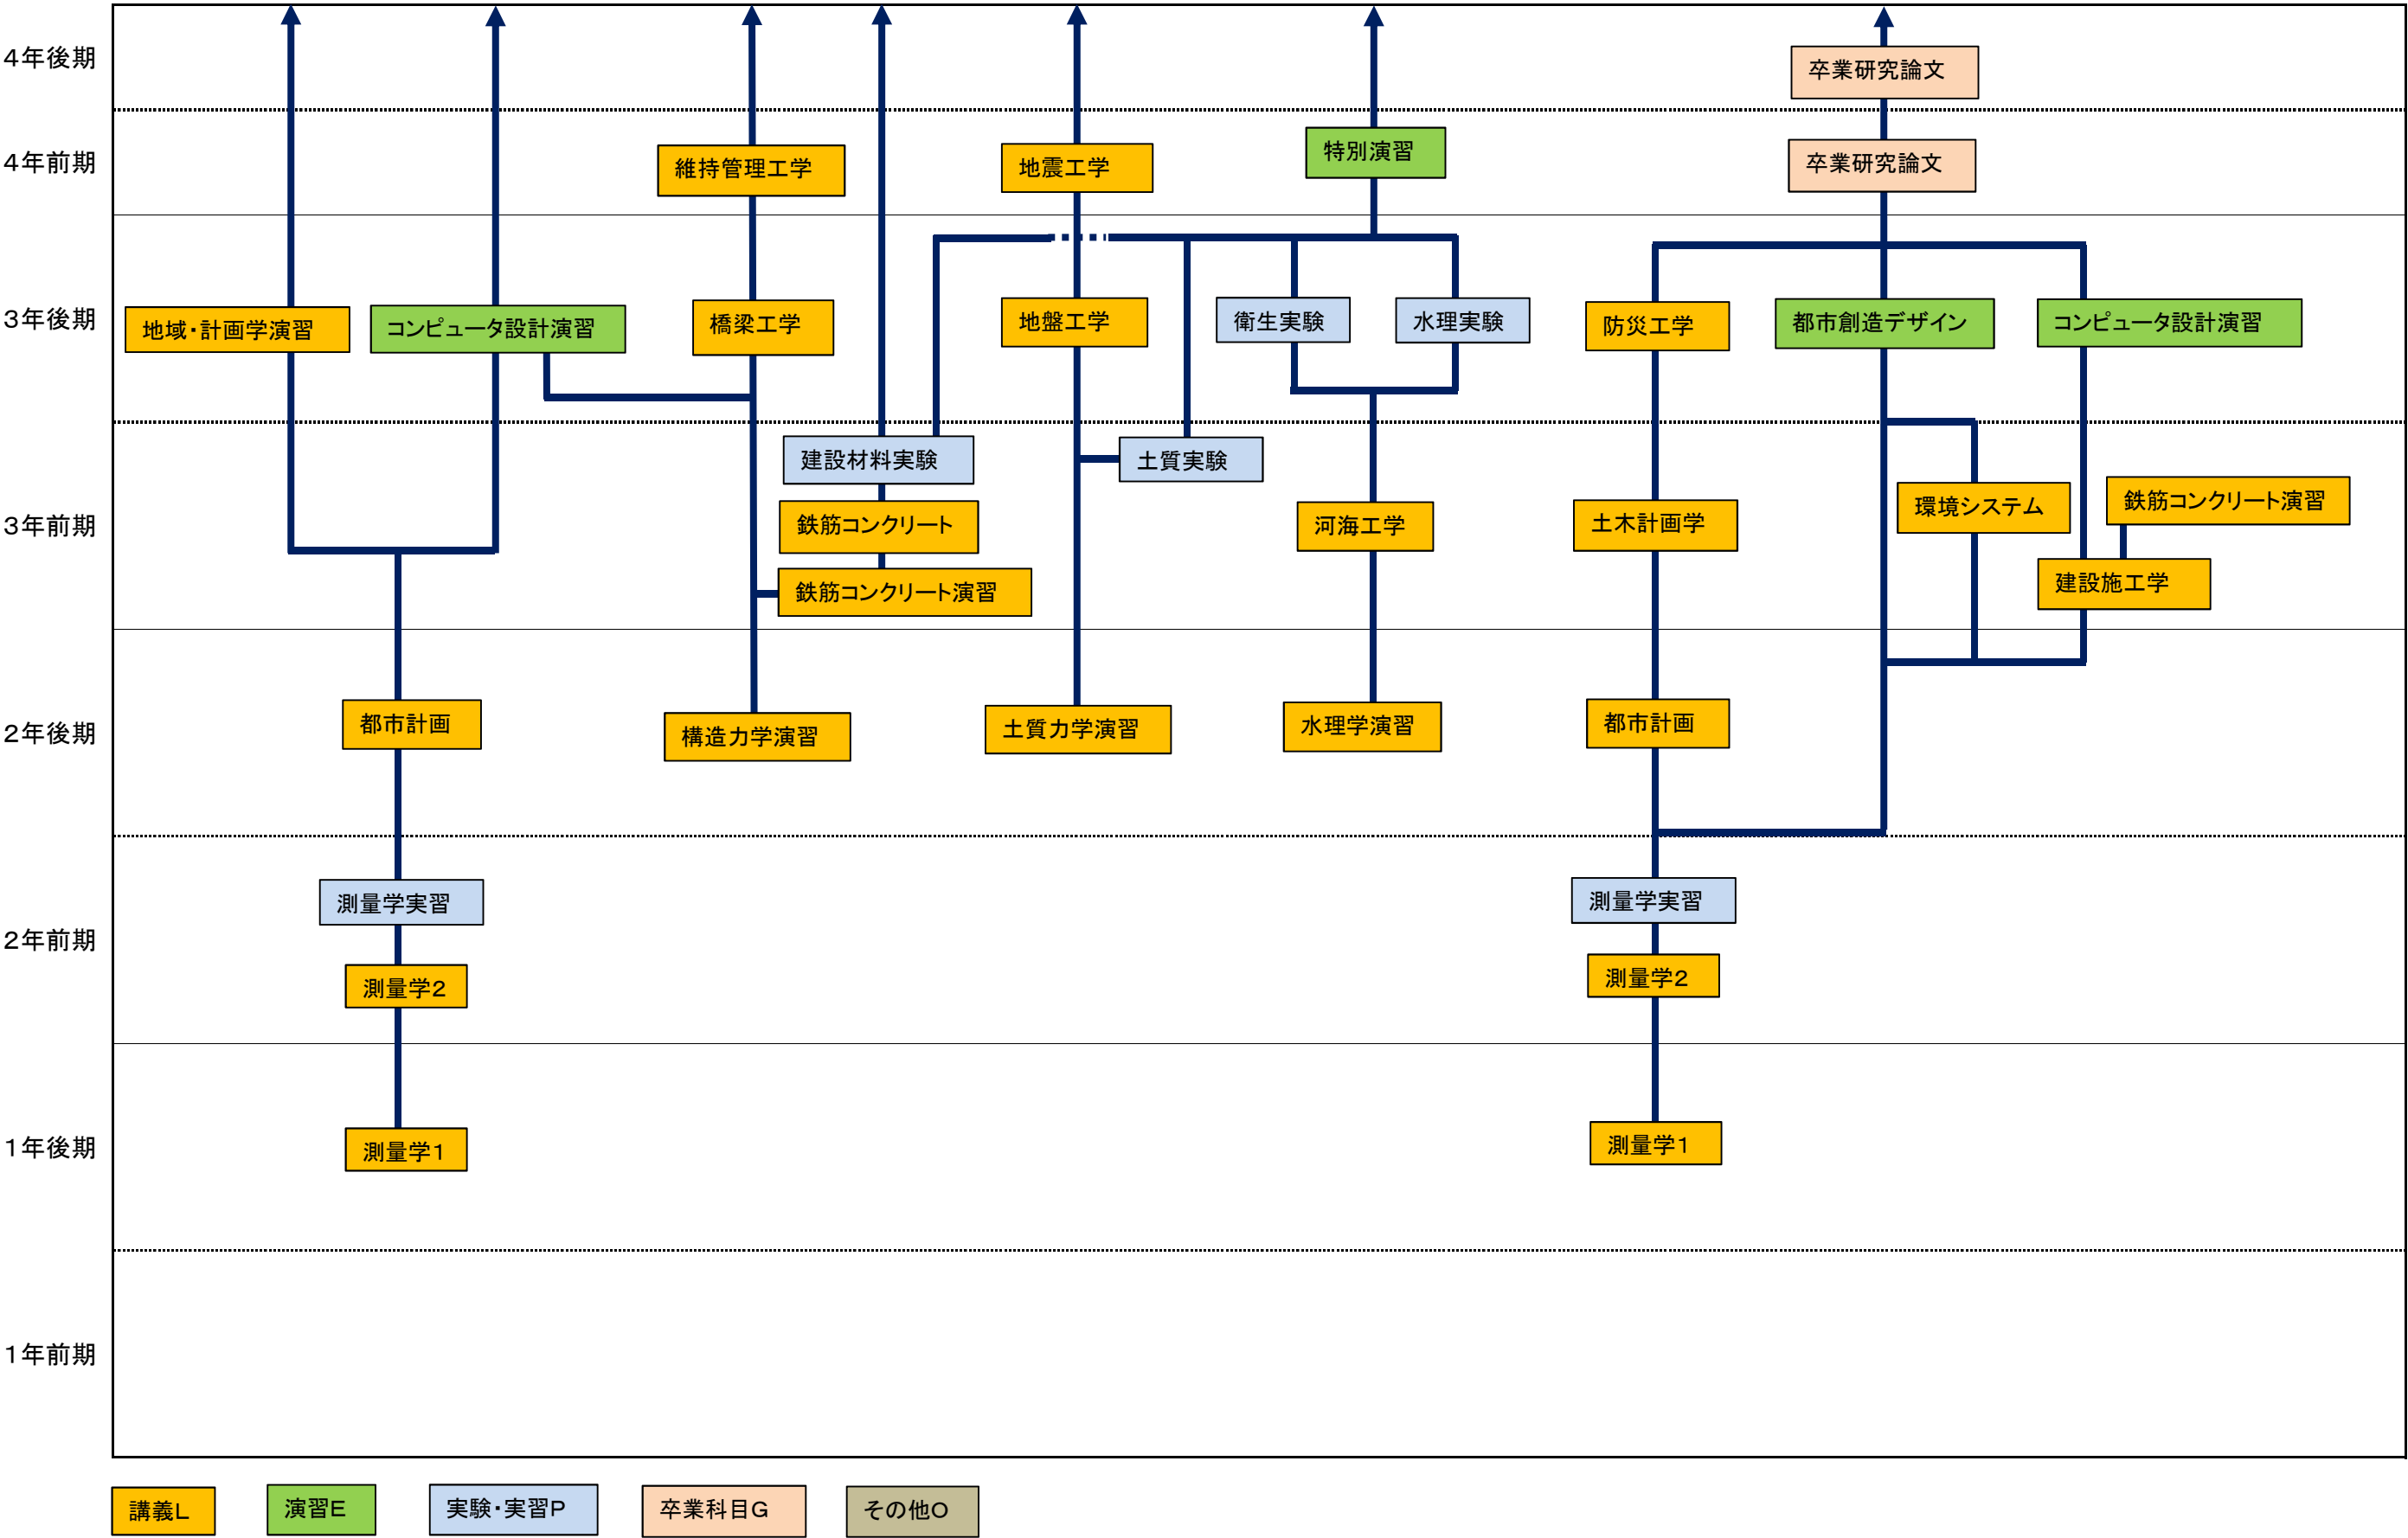 4年後期
卒業研究論文
4年前期
維持管理工学
地震工学
特別演習
卒業研究論文
3年後期
地域・計画学演習
コンピュータ設計演習
橋梁工学
地盤工学
衛生実験
水理実験
防災工学
都市創造デザイン
コンピュータ設計演習
3年前期
建設材料実験
土質実験
鉄筋コンクリート
河海工学
土木計画学
環境システム
鉄筋コンクリート演習
鉄筋コンクリート演習
建設施工学
2年後期
都市計画
構造力学演習
土質力学演習
水理学演習
都市計画
2年前期
測量学実習
測量学実習
測量学2
測量学2
1年後期
測量学1
測量学1
1年前期
講義L
演習E
実験・実習P
卒業科目G
その他O